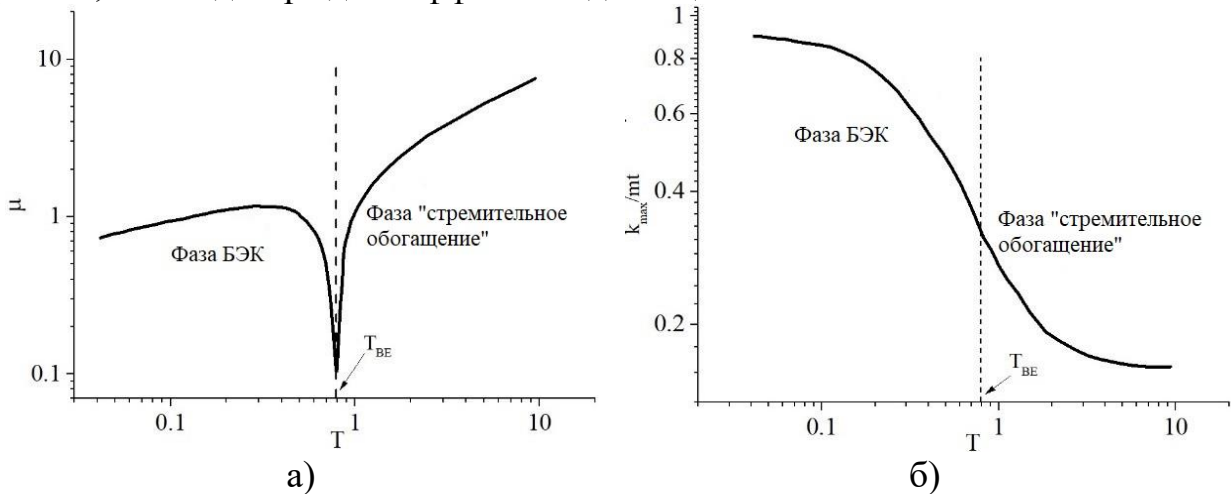 10
1
0.1
μ
Фаза БЭК
Фаза "стремительное
обогащение"
T_BE
0.1
1
10
T
а)
1
0.8
0.6
0.4
0.2
k_max/mt
Фаза БЭК
Фаза "стремительное
обогащение"
T_BE
0.1
1
10
T
б)